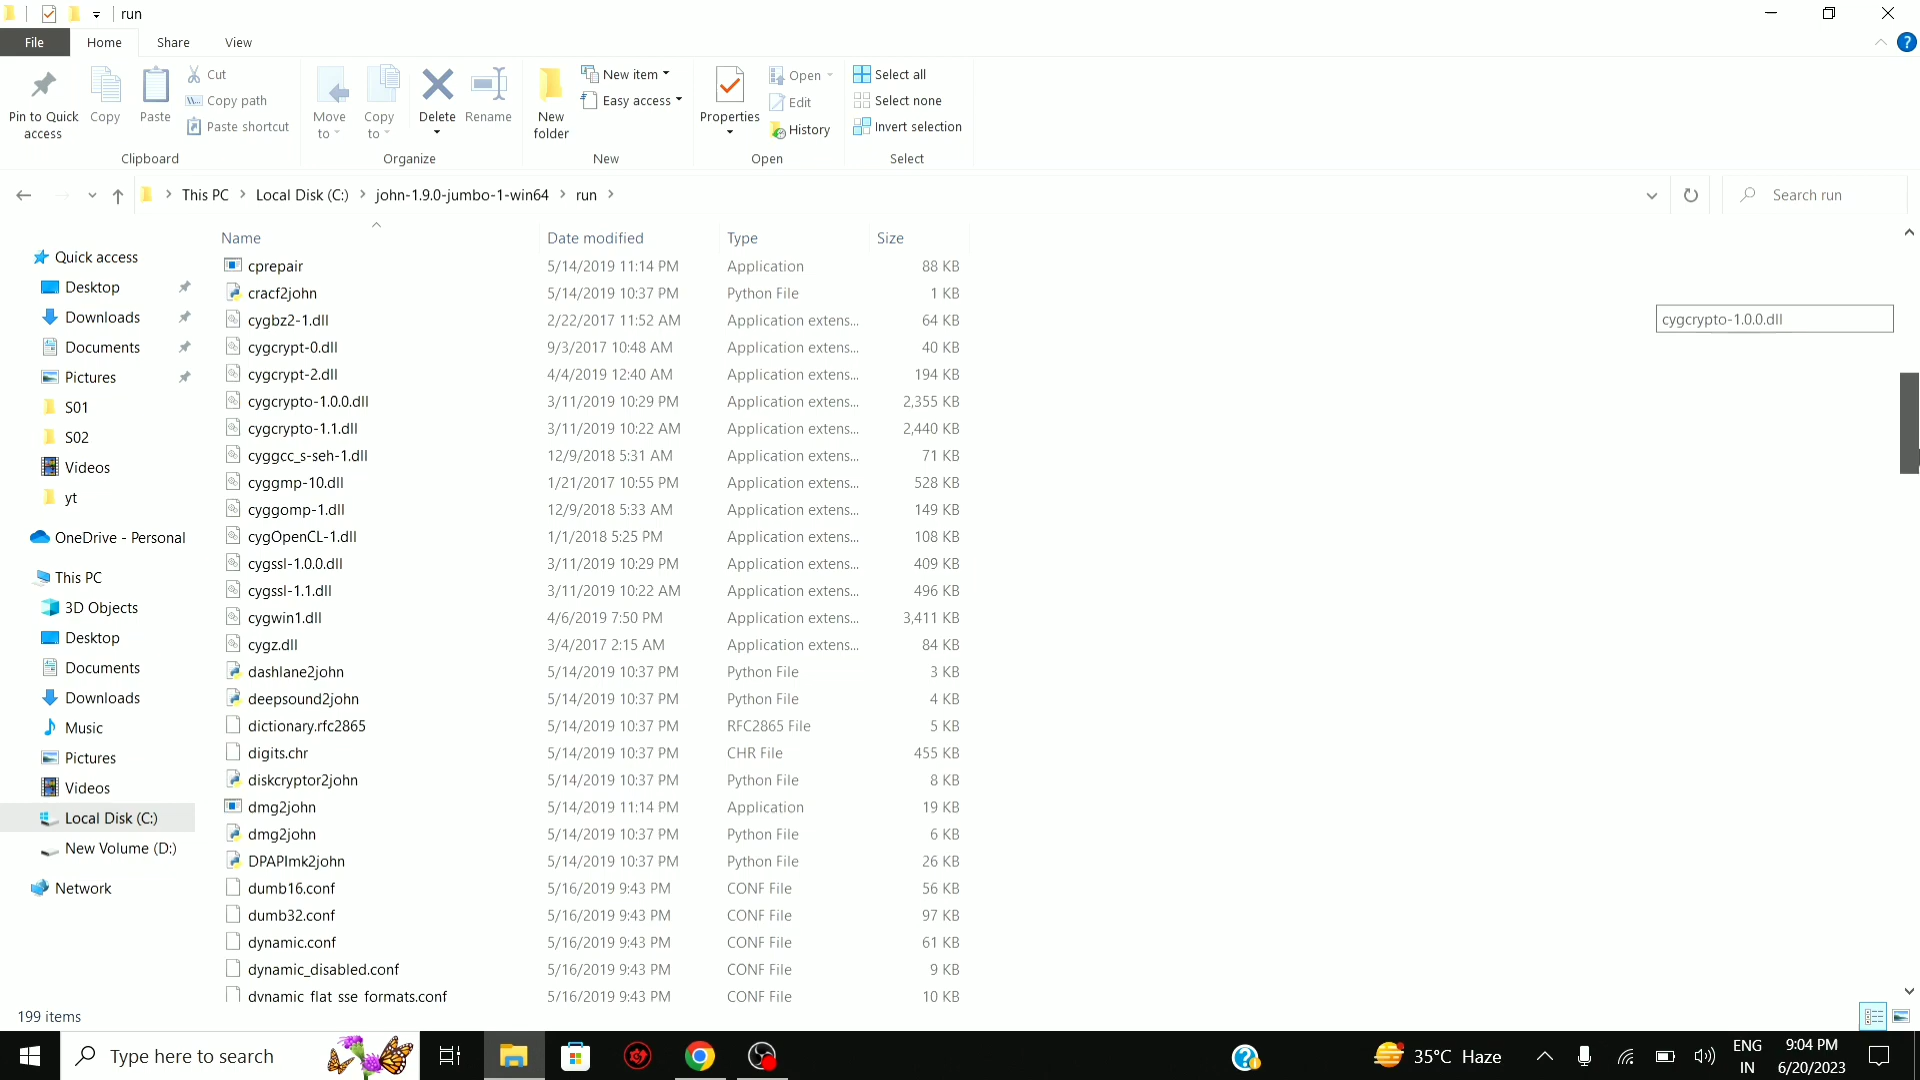 run
File Home Share View
Pin to Quick access
Copy
Paste
Cut
Copy path
Paste shortcut
Clipboard
Move to
Copy to
Delete
Rename
Organize
New folder
New item
Easy access
New
Properties
Open
Edit
History
Open
Select all
Select none
Invert selection
Select
This PC Local Disk (C:) john-1.9.0-jumbo-1-win64 run
Search run
Quick access
Desktop
Downloads
Documents
Pictures
S01
S02
Videos
yt
OneDrive - Personal
This PC
3D Objects
Desktop
Documents
Downloads
Music
Pictures
Videos
Local Disk (C:)
New Volume (D:)
Network
Name Date modified Type Size
cprepair 5/14/2019 11:14 PM Application 88 KB
cracf2john 5/14/2019 10:37 PM Python File 1 KB
cygbz2-1.dll 2/22/2017 11:52 AM Application extens... 64 KB
cygcrypt-0.dll 9/3/2017 10:48 AM Application extens... 40 KB
cygcrypt-2.dll 4/4/2019 12:40 AM Application extens... 194 KB
cygcrypto-1.0.0.dll 3/11/2019 10:29 PM Application extens... 2,355 KB
cygcrypto-1.1.dll 3/11/2019 10:22 AM Application extens... 2,440 KB
cyggcc_s-seh-1.dll 12/9/2018 5:31 AM Application extens... 71 KB
cyggmp-10.dll 1/21/2017 10:55 PM Application extens... 528 KB
cyggomp-1.dll 12/9/2018 5:33 AM Application extens... 149 KB
cygOpenCL-1.dll 1/1/2018 5:25 PM Application extens... 108 KB
cygssl-1.0.0.dll 3/11/2019 10:29 PM Application extens... 409 KB
cygssl-1.1.dll 3/11/2019 10:22 AM Application extens... 496 KB
cygwin1.dll 4/6/2019 7:50 PM Application extens... 3,411 KB
cygz.dll 3/4/2017 2:15 AM Application extens... 84 KB
dashlane2john 5/14/2019 10:37 PM Python File 3 KB
deepsound2john 5/14/2019 10:37 PM Python File 4 KB
dictionary.rfc2865 5/14/2019 10:37 PM RFC2865 File 5 KB
digits.chr 5/14/2019 10:37 PM CHR File 455 KB
diskcryptor2john 5/14/2019 10:37 PM Python File 8 KB
dmg2john 5/14/2019 11:14 PM Application 19 KB
dmg2john 5/14/2019 10:37 PM Python File 6 KB
DPAPImk2john 5/14/2019 10:37 PM Python File 26 KB
dumb16.conf 5/16/2019 9:43 PM CONF File 56 KB
dumb32.conf 5/16/2019 9:43 PM CONF File 97 KB
dynamic.conf 5/16/2019 9:43 PM CONF File 61 KB
dynamic_disabled.conf 5/16/2019 9:43 PM CONF File 9 KB
dynamic_flat_sse_formats.conf 5/16/2019 9:43 PM CONF File 10 KB
cygcrypto-1.0.0.dll
199 items
Type here to search
35°C Haze
ENG
IN
9:04 PM
6/20/2023